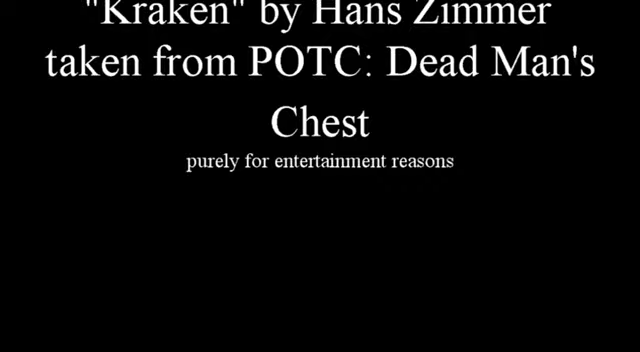 "Kraken" by Hans Zimmer
taken from POTC: Dead Man's
Chest
purely for entertainment reasons